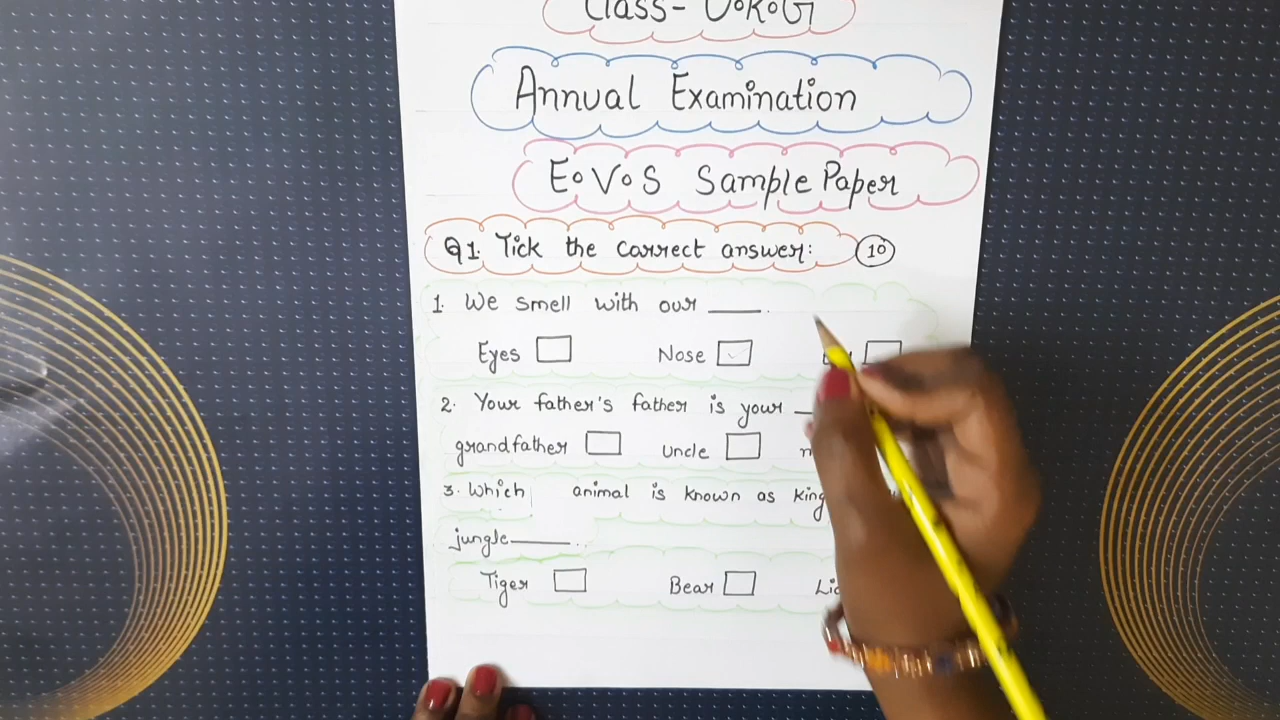 Class- U.K.G
Annual Examination
E.V.S Sample Paper
Q1. Tick the correct answer: 10
1. We smell with our ____.
Eyes Nose
2. Your father's father is your
grandfather Uncle
3. Which animal is known as king
jungle ____.
Tiger Bear